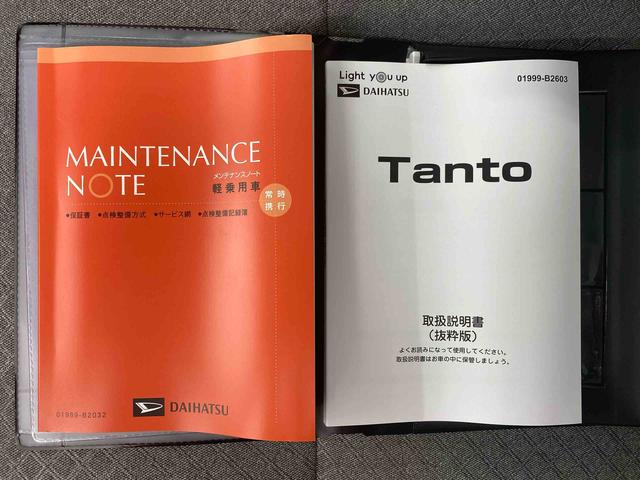 MAINTENANCE
NOTE
メンテナンスノート
軽乗用車
常時
携行
●保証書 ●点検整備方式 ●サービス網 ●点検整備記録簿
01989-B2032
DAIHATSU
Light you up
DAIHATSU
01999-B2603
Tanto
取扱説明書
（抜粋版）
よくお読みになって使用してください。
取扱説明書はお車の中に保管しましょう。